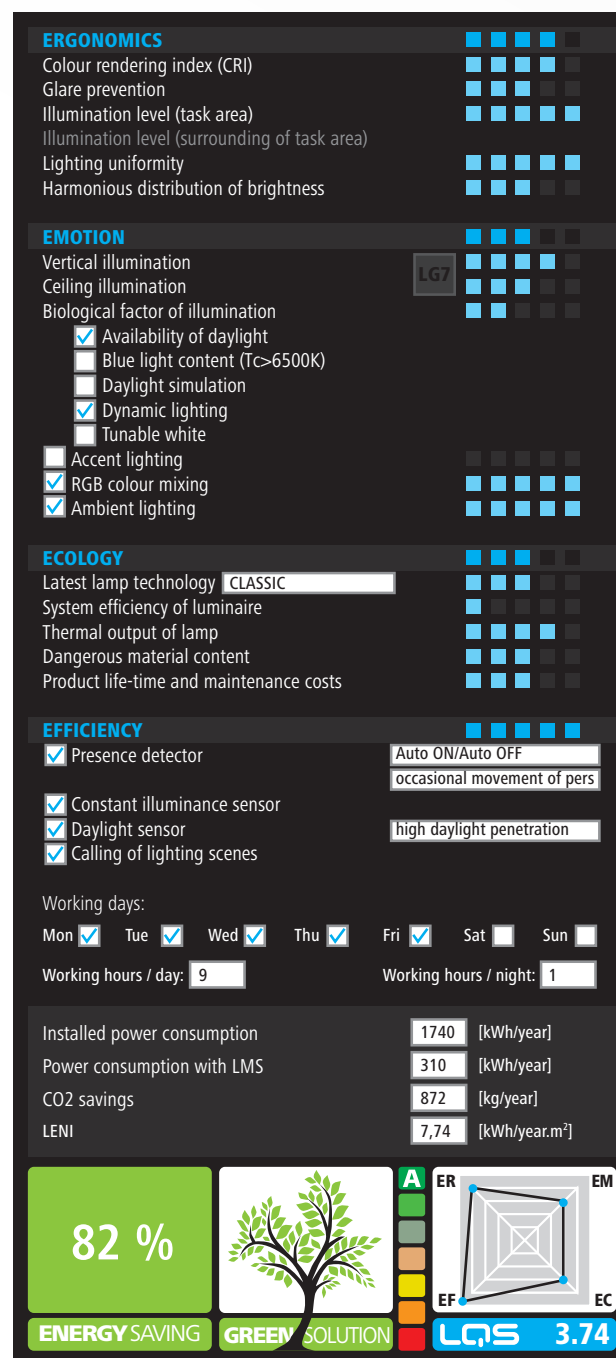 ERGONOMICS
Colour rendering index (CRI)
Glare prevention
Illumination level (task area)
Illumination level (surrounding of task area)
Lighting uniformity
Harmonious distribution of brightness
EMOTION
Vertical illumination
LG7
Ceiling illumination
Biological factor of illumination
Availability of daylight
Blue light content (Tc>6500K)
Daylight simulation
Dynamic lighting
Tunable white
Accent lighting
RGB colour mixing
Ambient lighting
ECOLOGY
Latest lamp technology CLASSIC
System efficiency of luminaire
Thermal output of lamp
Dangerous material content
Product life-time and maintenance costs
EFFICIENCY
Presence detector Auto ON/Auto OFF
occasional movement of pers
Constant illuminance sensor
Daylight sensor high daylight penetration
Calling of lighting scenes
Working days:
Mon Tue Wed Thu Fri Sat Sun
Working hours / day: 9 Working hours / night: 1
Installed power consumption 1740 [kWh/year]
Power consumption with LMS 310 [kWh/year]
CO2 savings 872 [kg/year]
LENI 7,74 [kWh/year.m²]
A ER EM
82 %
EF EC
ENERGY SAVING GREEN SOLUTION LQS 3.74